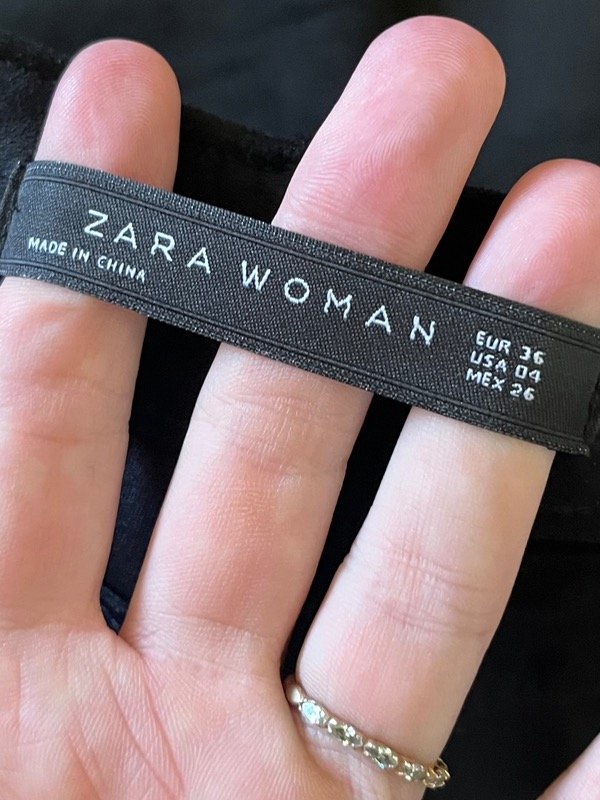 ZARA WOMAN
MADE IN CHINA
EUR 36
USA 04
MEX 26